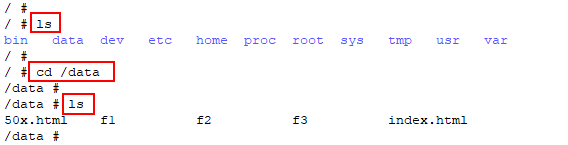 / #
/ # ls
bin data dev etc home proc root sys tmp usr var
/ #
/ # cd /data
/data #
/data # ls
50x.html f1 f2 f3 index.html
/data #